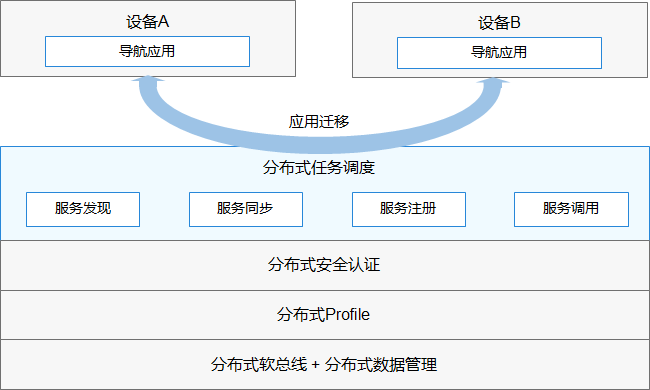 设备A
设备B
导航应用
导航应用
应用迁移
分布式任务调度
服务发现
服务同步
服务注册
服务调用
分布式安全认证
分布式Profile
分布式软总线 + 分布式数据管理